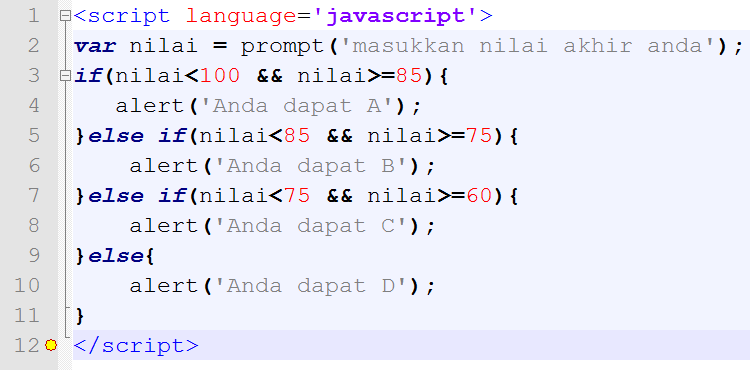 1 <script language='javascript'>
2 var nilai = prompt('masukkan nilai akhir anda');
3 if(nilai<100 && nilai>=85){
4    alert('Anda dapat A');
5 }else if(nilai<85 && nilai>=75){
6     alert('Anda dapat B');
7 }else if(nilai<75 && nilai>=60){
8     alert('Anda dapat C');
9 }else{
10     alert('Anda dapat D');
11 }
12 </script>